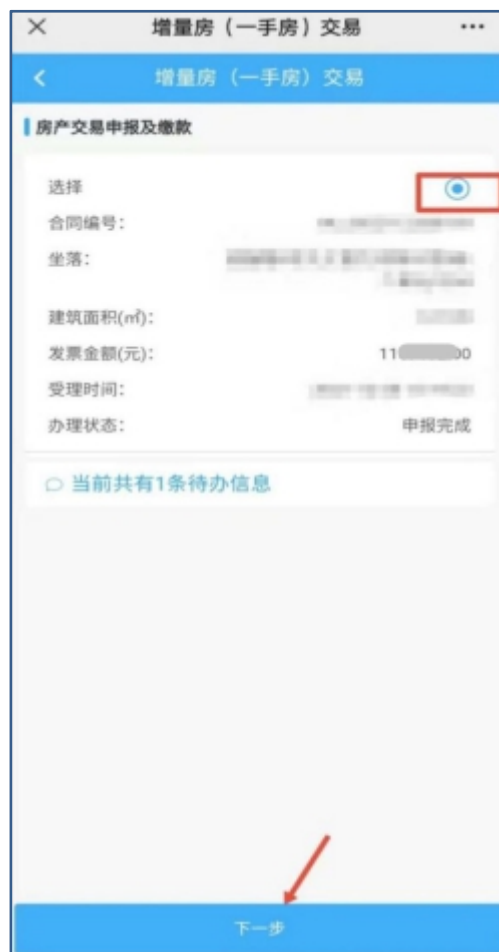 增量房（一手房）交易
增量房（一手房）交易
房产交易申报及缴款
选择
合同编号：
坐落：
建筑面积(㎡)：
发票金额(元)： 11 00
受理时间：
办理状态： 申报完成
当前共有1条待办信息
下一步